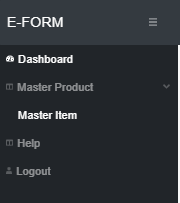 E-FORM
Dashboard
Master Product
Master Item
Help
Logout